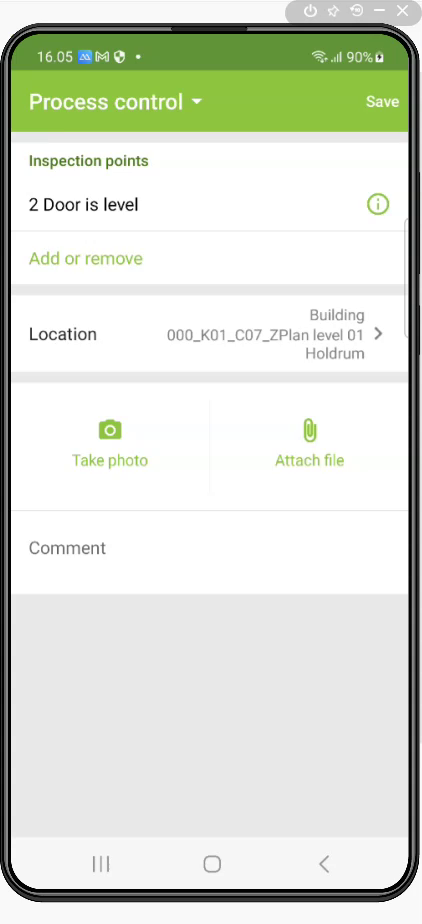 16.05 90%
Process control Save
Inspection points
2 Door is level
Add or remove
Building
Location 000_K01_C07_ZPlan level 01
Holdrum
Take photo Attach file
Comment